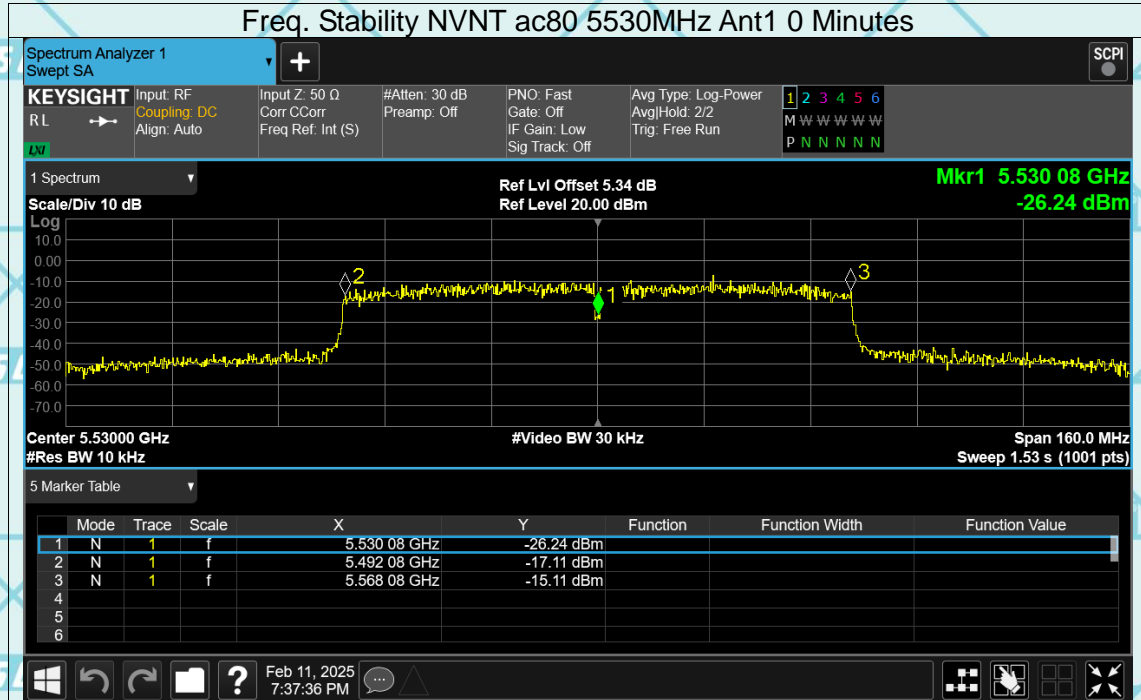 Freq. Stability NVNT ac80 5530MHz Ant1 0 Minutes
Spectrum Analyzer 1
Swept SA
+
SCPI
KEYSIGHT
RL
LXI
Input: RF
Coupling: DC
Align: Auto
Input Z: 50 Ω
Corr CCorr
Freq Ref: Int (S)
#Atten: 30 dB
Preamp: Off
PNO: Fast
Gate: Off
IF Gain: Low
Sig Track: Off
Avg Type: Log-Power
Avg|Hold: 2/2
Trig: Free Run
1 2 3 4 5 6
M W W W W W
P N N N N N
1 Spectrum
Scale/Div 10 dB
Ref Lvl Offset 5.34 dB
Ref Level 20.00 dBm
Mkr1 5.530 08 GHz
-26.24 dBm
Log
10.0
0.00
-10.0
-20.0
-30.0
-40.0
-50.0
-60.0
-70.0
2
1
3
Center 5.53000 GHz
#Video BW 30 kHz
Span 160.0 MHz
#Res BW 10 kHz
Sweep 1.53 s (1001 pts)
5 Marker Table
Mode Trace Scale X Y Function Function Width Function Value
1 N 1 f 5.530 08 GHz -26.24 dBm
2 N 1 f 5.492 08 GHz -17.11 dBm
3 N 1 f 5.568 08 GHz -15.11 dBm
4
5
6
?
Feb 11, 2025
7:37:36 PM